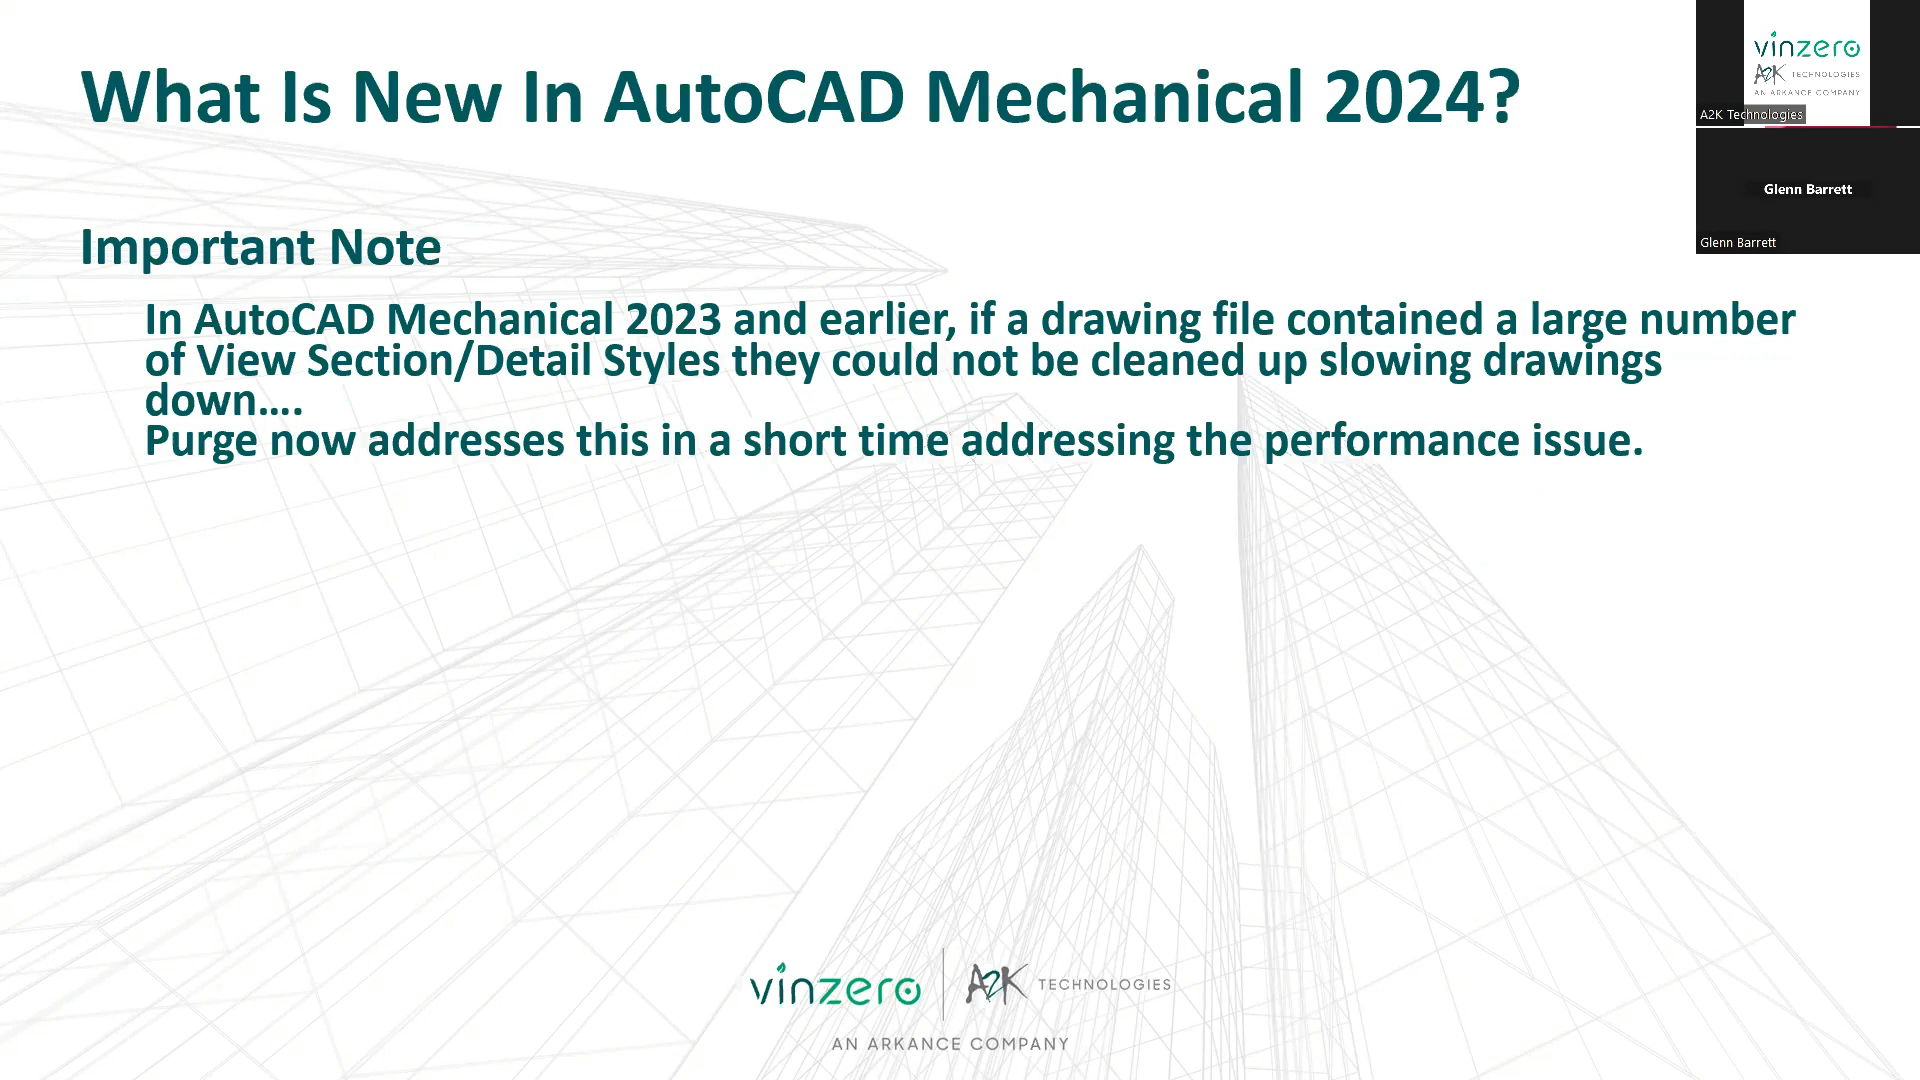 What Is New In AutoCAD Mechanical 2024?
vinzero
A2K TECHNOLOGIES
AN ARKANCE COMPANY
A2K Technologies
Glenn Barrett
Glenn Barrett
Important Note
In AutoCAD Mechanical 2023 and earlier, if a drawing file contained a large number
of View Section/Detail Styles they could not be cleaned up slowing drawings
down....
Purge now addresses this in a short time addressing the performance issue.
vinzero A2K TECHNOLOGIES
AN ARKANCE COMPANY